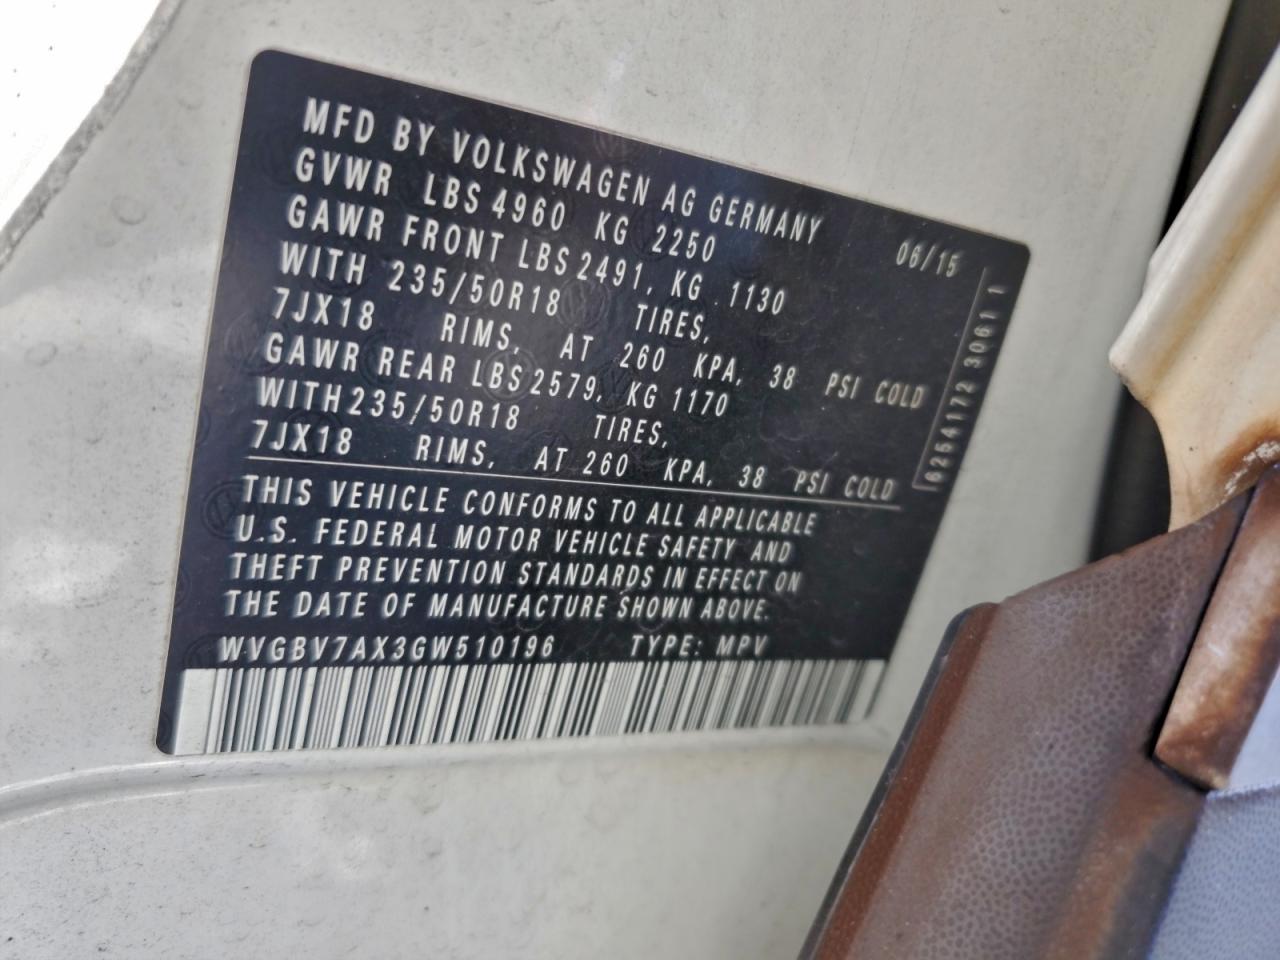 MFD BY VOLKSWAGEN AG GERMANY 06/15
GVWR LBS 4960 KG 2250
GAWR FRONT LBS 2491, KG 1130
WITH 235/50R18 TIRES,
7JX18 RIMS, AT 260 KPA, 38 PSI COLD
GAWR REAR LBS 2579, KG 1170
WITH 235/50R18 TIRES,
7JX18 RIMS, AT 260 KPA, 38 PSI COLD
THIS VEHICLE CONFORMS TO ALL APPLICABLE
U.S. FEDERAL MOTOR VEHICLE SAFETY AND
THEFT PREVENTION STANDARDS IN EFFECT ON
THE DATE OF MANUFACTURE SHOWN ABOVE.
WVGBV7AX3GW510196 TYPE: MPV
6254172 3061 1